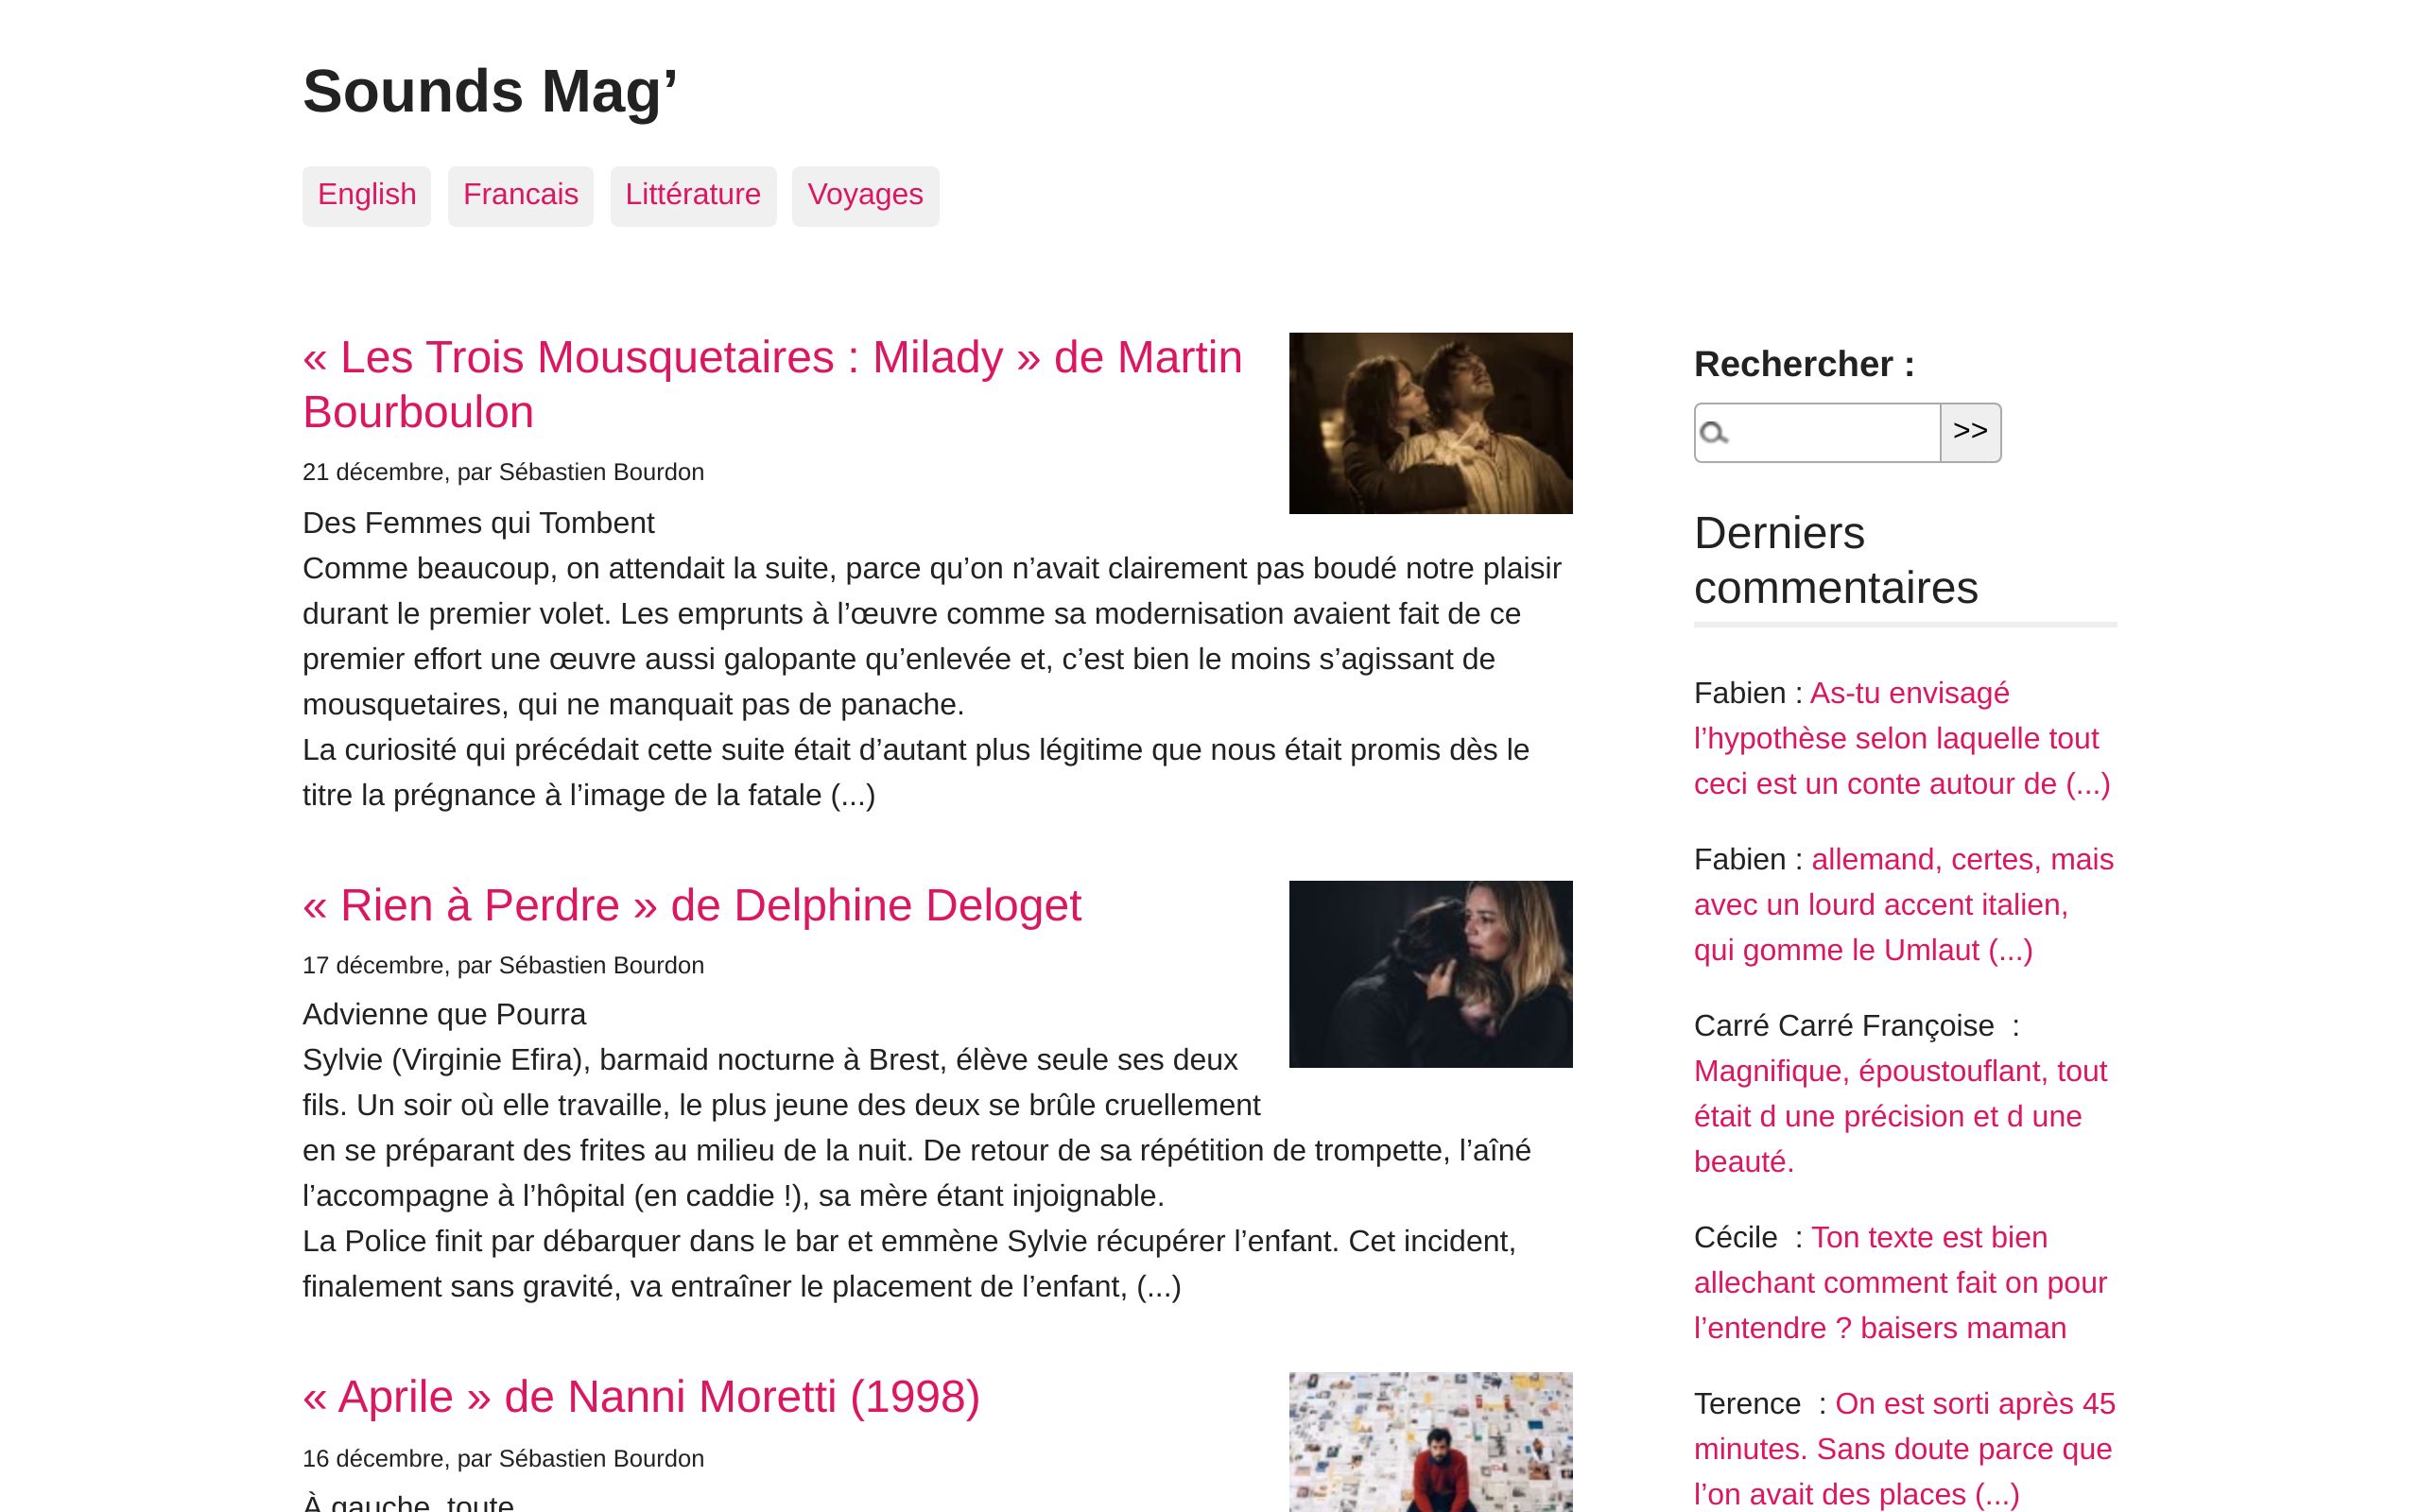 Sounds Mag’
English Francais Littérature Voyages
« Les Trois Mousquetaires : Milady » de Martin
Bourboulon
21 décembre, par Sébastien Bourdon
Des Femmes qui Tombent
Comme beaucoup, on attendait la suite, parce qu’on n’avait clairement pas boudé notre plaisir
durant le premier volet. Les emprunts à l’œuvre comme sa modernisation avaient fait de ce
premier effort une œuvre aussi galopante qu’enlevée et, c’est bien le moins s’agissant de
mousquetaires, qui ne manquait pas de panache.
La curiosité qui précédait cette suite était d’autant plus légitime que nous était promis dès le
titre la prégnance à l’image de la fatale (...)
« Rien à Perdre » de Delphine Deloget
17 décembre, par Sébastien Bourdon
Advienne que Pourra
Sylvie (Virginie Efira), barmaid nocturne à Brest, élève seule ses deux
fils. Un soir où elle travaille, le plus jeune des deux se brûle cruellement
en se préparant des frites au milieu de la nuit. De retour de sa répétition de trompette, l’aîné
l’accompagne à l’hôpital (en caddie !), sa mère étant injoignable.
La Police finit par débarquer dans le bar et emmène Sylvie récupérer l’enfant. Cet incident,
finalement sans gravité, va entraîner le placement de l’enfant, (...)
« Aprile » de Nanni Moretti (1998)
16 décembre, par Sébastien Bourdon
À gauche, toute
Rechercher :
>>
Derniers
commentaires
Fabien : As-tu envisagé
l’hypothèse selon laquelle tout
ceci est un conte autour de (...)
Fabien : allemand, certes, mais
avec un lourd accent italien,
qui gomme le Umlaut (...)
Carré Carré Françoise :
Magnifique, époustouflant, tout
était d une précision et d une
beauté.
Cécile : Ton texte est bien
allechant comment fait on pour
l’entendre ? baisers maman
Terence : On est sorti après 45
minutes. Sans doute parce que
l’on avait des places (...)